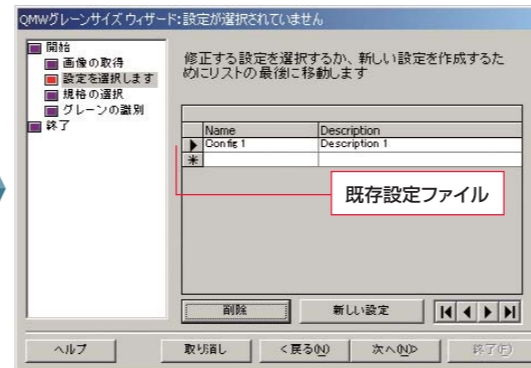 QMWグレーンサイズ ウィザード:設定が選択されていません
開始
画像の取得
設定を選択します
規格の選択
グレーンの識別
終了
修正する設定を選択するか、新しい設定を作成するた
めにリストの最後に移動します
Name Description
Config 1 Description 1
既存設定ファイル
削除 新しい設定
ヘルプ 取り消し <戻る(N) 次へ(N)> 終了(F)